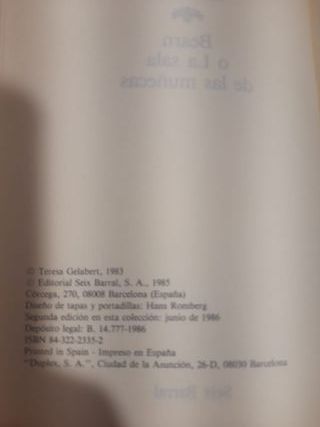 Bearn
o La sala
de las muñecas
© Teresa Gelabert, 1983
© Editorial Seix Barral, S. A., 1985
Córcega, 270, 08008 Barcelona (España)
Diseño de tapas y portadillas: Hans Romberg
Segunda edición en esta colección: junio de 1986
Depósito legal: B. 14.777-1986
ISBN 84-322-2335-2
Printed in Spain - Impreso en España
"Duplex, S. A.", Ciudad de la Asunción, 26-D, 08030 Barcelona
Seix Barral